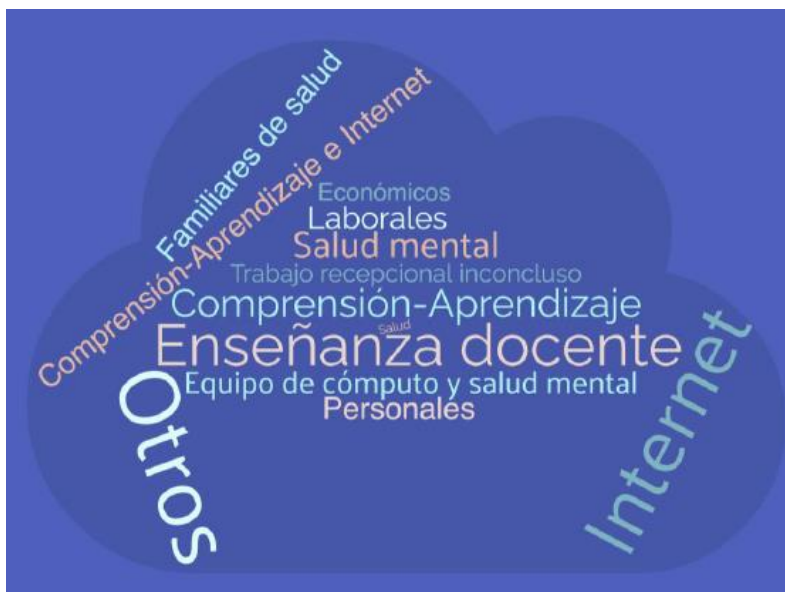 Familiares de salud
Comprensión-Aprendizaje e Internet
Económicos
Laborales
Salud mental
Trabajo recepcional inconcluso
Comprensión-Aprendizaje
Salud
Enseñanza docente
Equipo de cómputo y salud mental
Personales
Otros
Internet